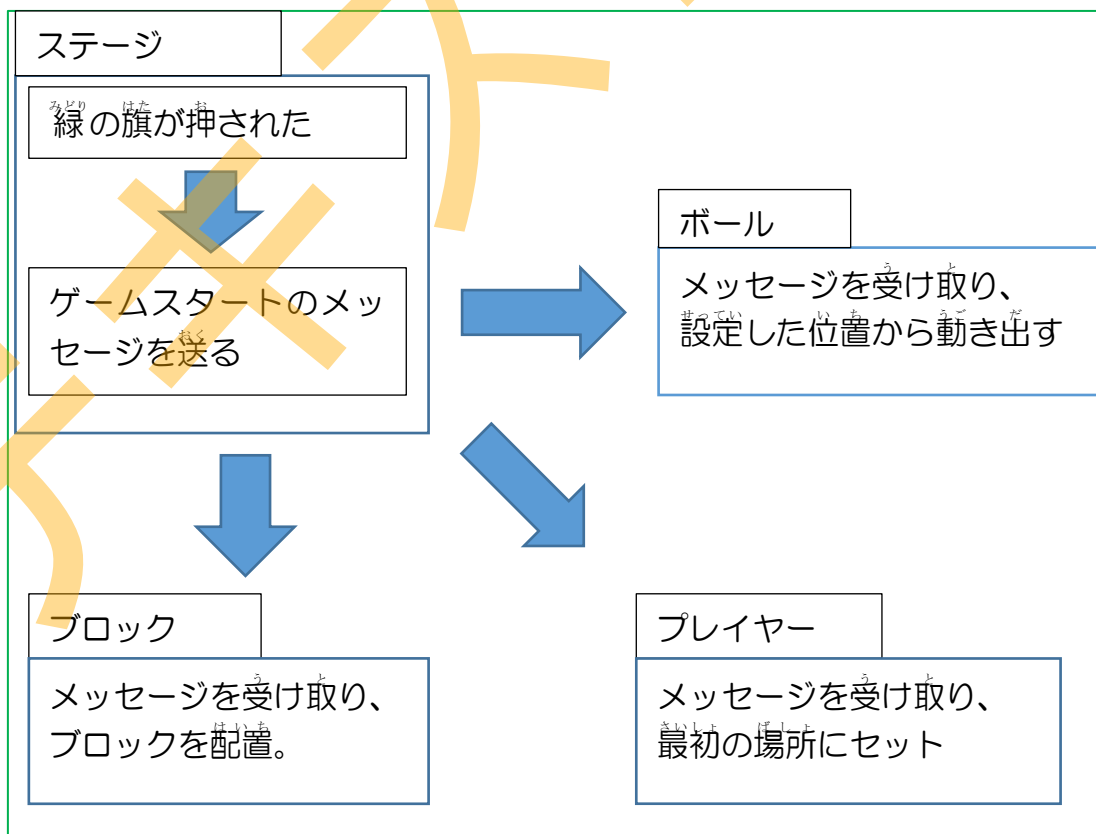 ステージ
緑の旗が押された
ゲームスタートのメッ
セージを送る
ボール
メッセージを受け取り、
設定した位置から動き出す
ブロック
メッセージを受け取り、
ブロックを配置。
プレイヤー
メッセージを受け取り、
最初の場所にセット